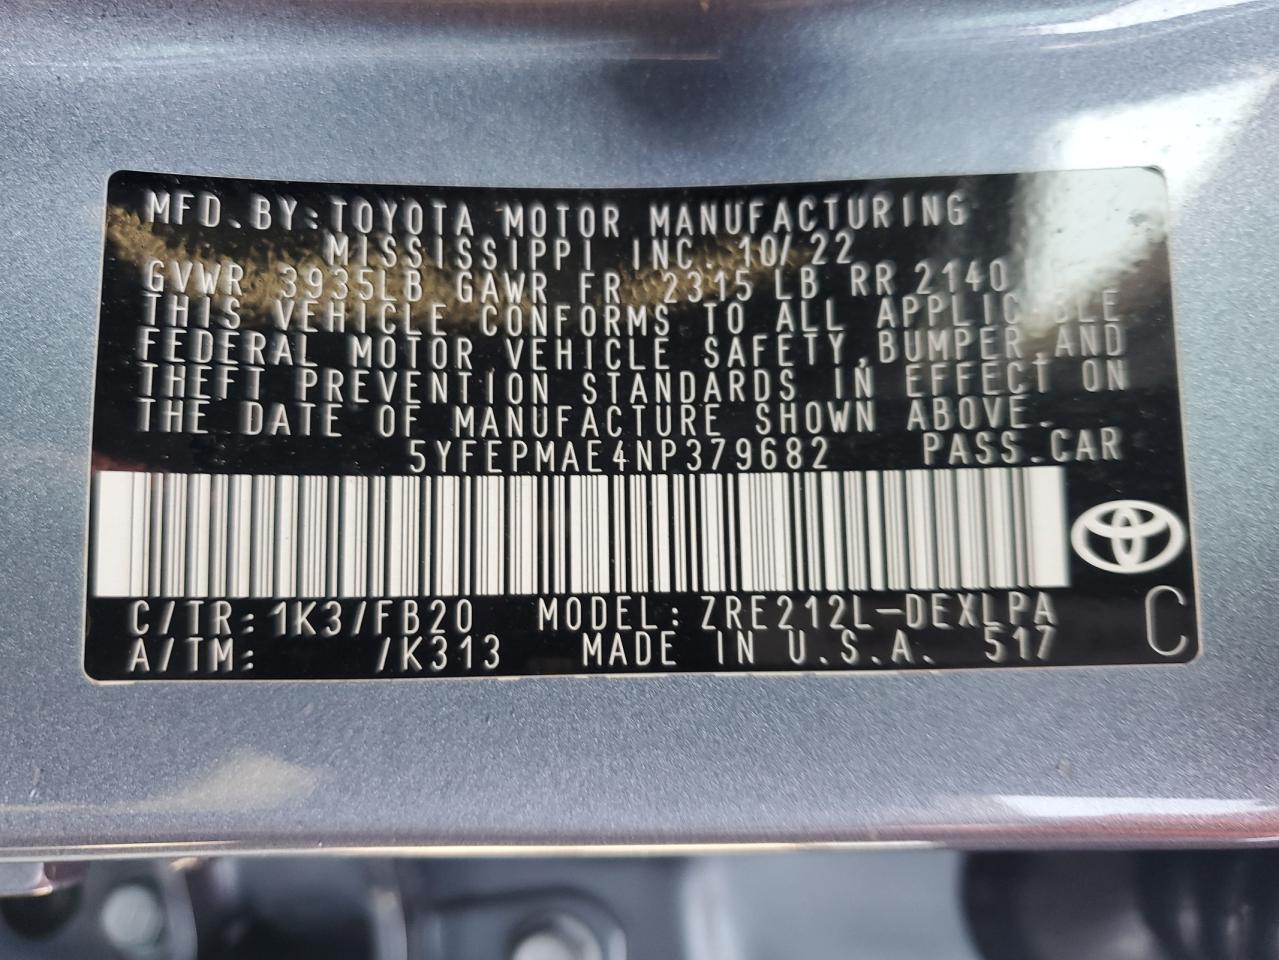 MFD.BY:TOYOTA MOTOR MANUFACTURING
MISSISSIPPI INC. 10/22
GVWR 3935LB GAWR FR 2315 LB RR 2140
THIS VEHICLE CONFORMS TO ALL APPLICABLE
FEDERAL MOTOR VEHICLE SAFETY,BUMPER,AND
THEFT PREVENTION STANDARDS IN EFFECT ON
THE DATE OF MANUFACTURE SHOWN ABOVE.
5YFEPMAE4NP379682 PASS.CAR
C/TR:1K3/FB20 MODEL:ZRE212L-DEXLPA
A/TM: /K313 MADE IN U.S.A. 517 C